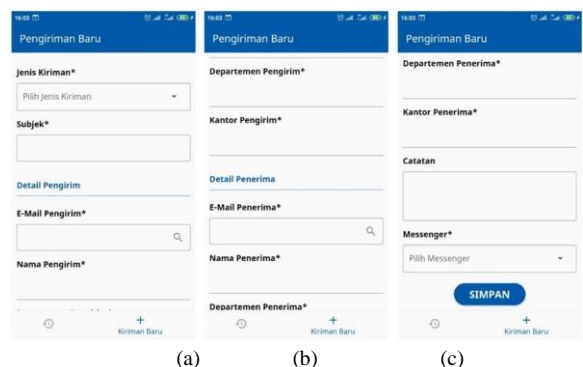 16:03
Pengiriman Baru
Jenis Kiriman*
Pilih Jenis Kiriman
Subjek*
Detail Pengirim
E-Mail Pengirim*
Nama Pengirim*
Kiriman Baru
(a)
16:03
Pengiriman Baru
Departemen Pengirim*
Kantor Pengirim*
Detail Penerima
E-Mail Penerima*
Nama Penerima*
Departemen Penerima*
Kiriman Baru
(b)
16:03
Pengiriman Baru
Departemen Penerima*
Kantor Penerima*
Catatan
Messenger*
Pilih Messenger
SIMPAN
Kiriman Baru
(c)